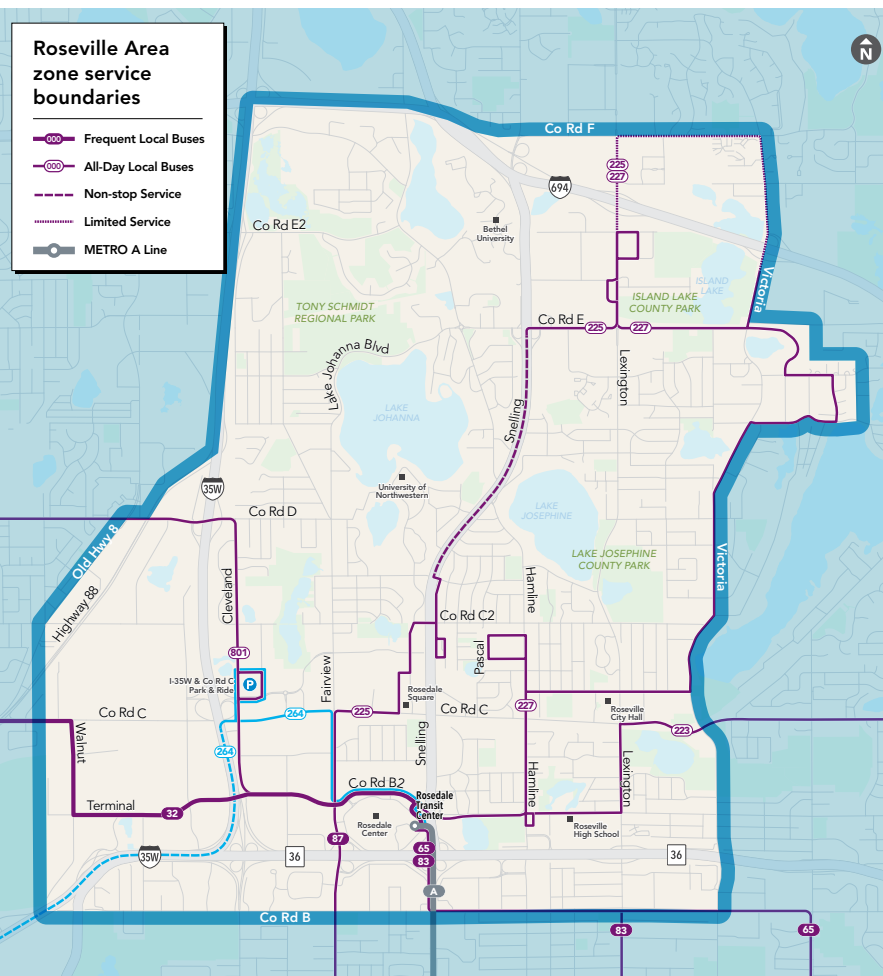 Roseville Area
zone service
boundaries
000 Frequent Local Buses
000 All-Day Local Buses
Non-stop Service
Limited Service
METRO A Line
N
Co Rd F
225
227
694
Co Rd E2
Bethel
University
ISLAND
LAKE
Victoria
TONY SCHMIDT
REGIONAL PARK
ISLAND LAKE
COUNTY PARK
Co Rd E
225
227
Lake Johanna Blvd
Lexington
LAKE
JOHANNA
Snelling
University of
Northwestern
35W
Co Rd D
LAKE
JOSEPHINE
Old Hwy 8
LAKE JOSEPHINE
COUNTY PARK
Victoria
Highway 88
Cleveland
Hamline
Co Rd C2
801
Pascal
Fairview
I-35W & Co Rd C
Park & Ride
P
Rosedale
Square
Co Rd C
264
225
Co Rd C
227
Roseville
City Hall
223
Walnut
264
Snelling
Co Rd B2
Hamline
Lexington
Rosedale
Transit
Center
Terminal
32
Rosedale
Center
Roseville
High School
87
65
83
35W
36
36
A
Co Rd B
83
65